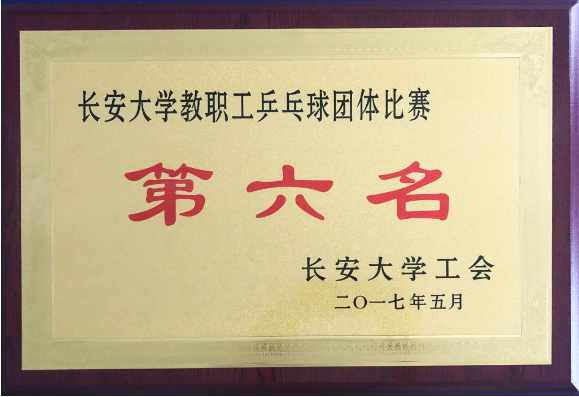 长安大学教职工乒乓球团体比赛
第六名
长安大学工会
二〇一七年五月